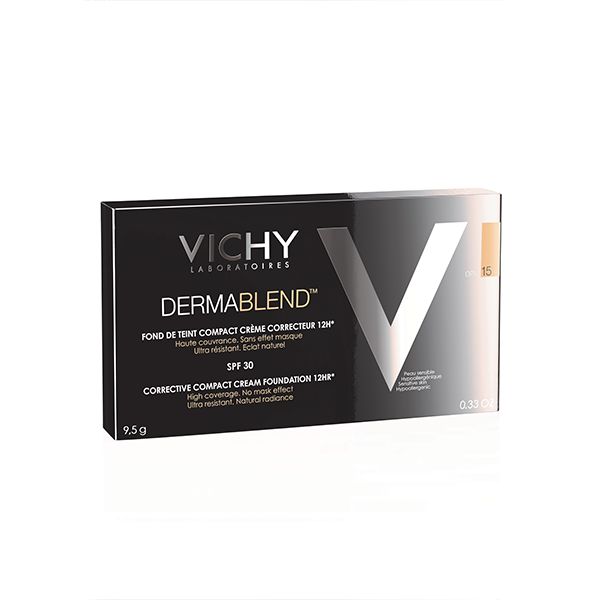 VICHY
LABORATOIRES
DERMABLEND™
FOND DE TEINT COMPACT CRÈME CORRECTEUR 12H*
Haute couvrance. Sans effet masque
Ultra résistant. Eclat naturel
SPF 30
CORRECTIVE COMPACT CREAM FOUNDATION 12HR*
High coverage. No mask effect
Ultra resistant. Natural radiance
9,5 g
15
Peau sensible
Hypoallergénique
Sensitive skin
Hypoallergenic
0.33 OZ.